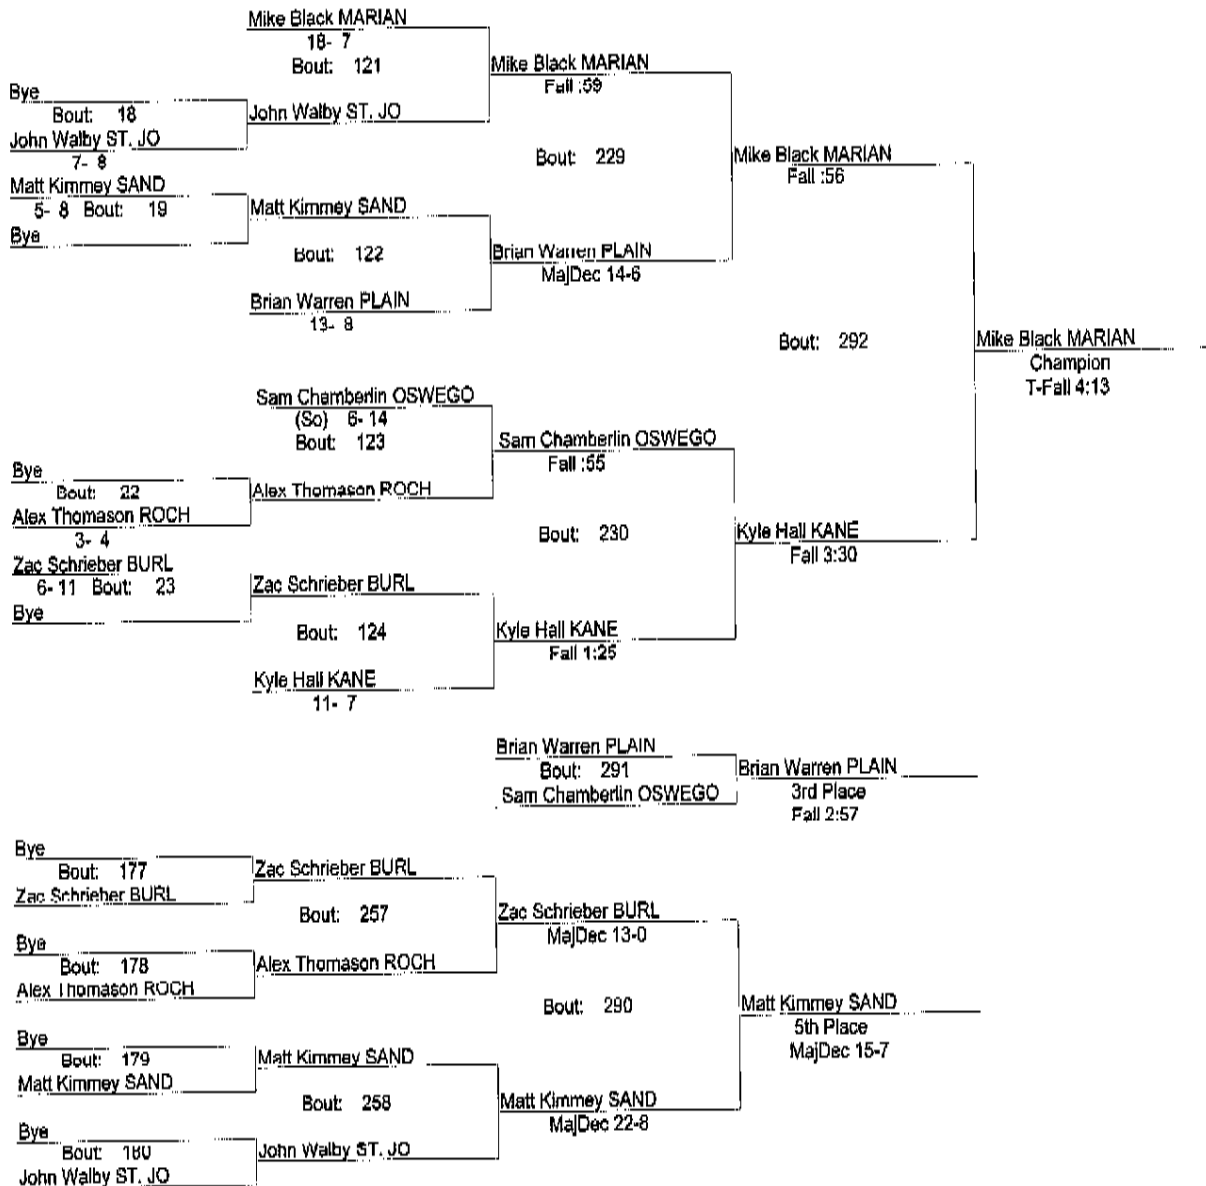 Mike Black MARIAN
18- 7
Bout: 121
Mike Black MARIAN
Fall :59
Bye
Bout: 18
John Walby ST. JO
John Walby ST. JO
7- 8
Bout: 229
Mike Black MARIAN
Fall :56
Matt Kimmey SAND
5- 8 Bout: 19
Matt Kimmey SAND
Bye
Bout: 122
Brian Warren PLAIN
MajDec 14-6
Brian Warren PLAIN
13- 8
Bout: 292
Mike Black MARIAN
Champion
T-Fall 4:13
Sam Chamberlin OSWEGO
(So) 6- 14
Bout: 123
Sam Chamberlin OSWEGO
Fall :55
Bye
Bout: 22
Alex Thomason ROCH
Alex Thomason ROCH
3- 4
Bout: 230
Kyle Hall KANE
Fall 3:30
Zac Schrieber BURL
6- 11 Bout: 23
Zac Schrieber BURL
Bye
Bout: 124
Kyle Hall KANE
Fall 1:25
Kyle Hall KANE
11- 7
Brian Warren PLAIN
Bout: 291
Brian Warren PLAIN
Sam Chamberlin OSWEGO
3rd Place
Fall 2:57
Bye
Bout: 177
Zac Schrieber BURL
Zac Schrieber BURL
Bout: 257
Zac Schrieber BURL
MajDec 13-0
Bye
Bout: 178
Alex Thomason ROCH
Alex Thomason ROCH
Bout: 290
Matt Kimmey SAND
5th Place
MajDec 15-7
Bye
Bout: 179
Matt Kimmey SAND
Matt Kimmey SAND
Bout: 258
Matt Kimmey SAND
MajDec 22-8
Bye
Bout: 180
John Walby ST. JO
John Walby ST. JO